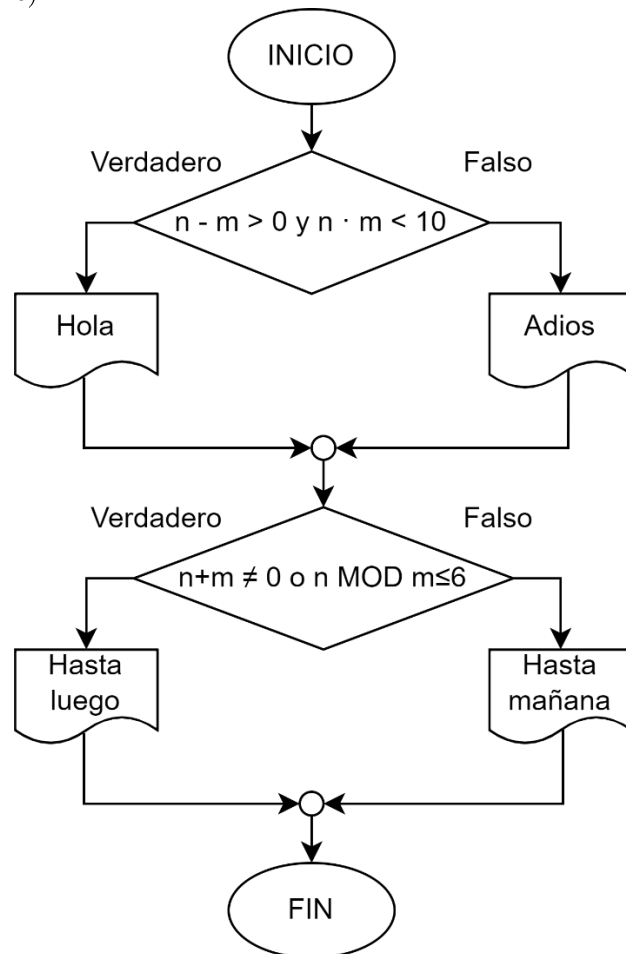 INICIO
Verdadero
Falso
n - m > 0 y n · m < 10
Hola
Adios
Verdadero
Falso
n+m ≠ 0 o n MOD m≤6
Hasta
luego
Hasta
mañana
FIN